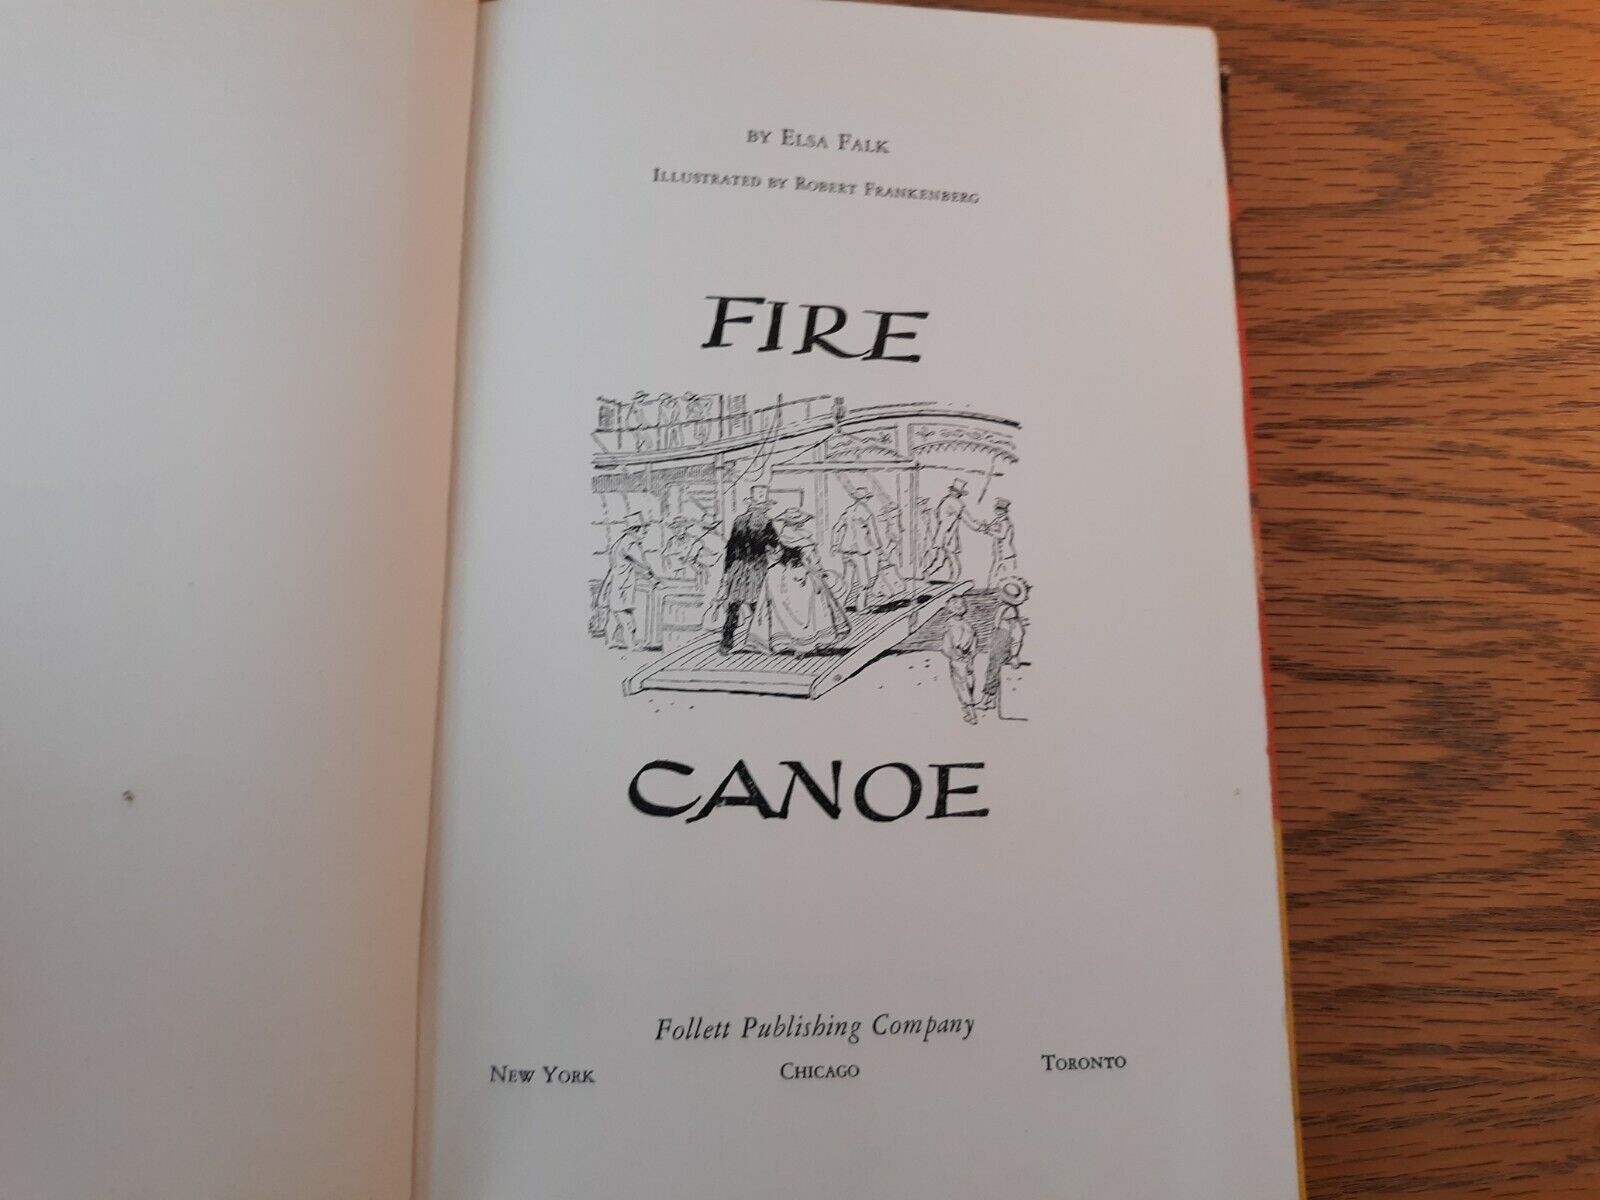 BY ELSA FALK
ILLUSTRATED BY ROBERT FRANKENBERG
FIRE
CANOE
Follett Publishing Company
NEW YORK CHICAGO TORONTO